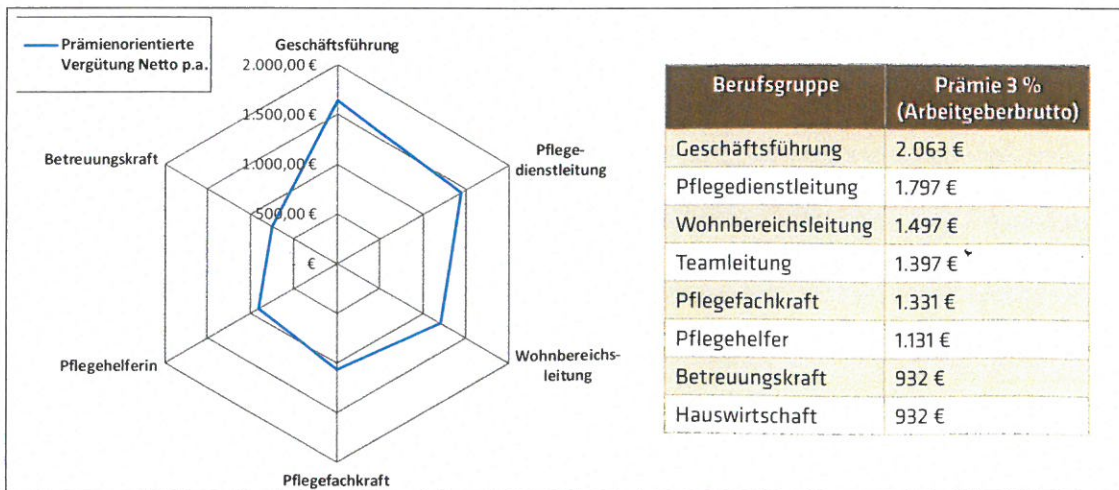 Prämienorientierte
Vergütung Netto p.a.
Geschäftsführung
2.000,00 €
1.500,00 €
1.000,00 €
500,00 €
€
Pflege-
dienstleitung
Wohnbereichs-
leitung
Pflegefachkraft
Pflegehelferin
Betreuungskraft
Berufsgruppe
Prämie 3 %
(Arbeitgeberbrutto)
Geschäftsführung 2.063 €
Pflegedienstleitung 1.797 €
Wohnbereichsleitung 1.497 €
Teamleitung 1.397 €
Pflegefachkraft 1.331 €
Pflegehelfer 1.131 €
Betreuungskraft 932 €
Hauswirtschaft 932 €